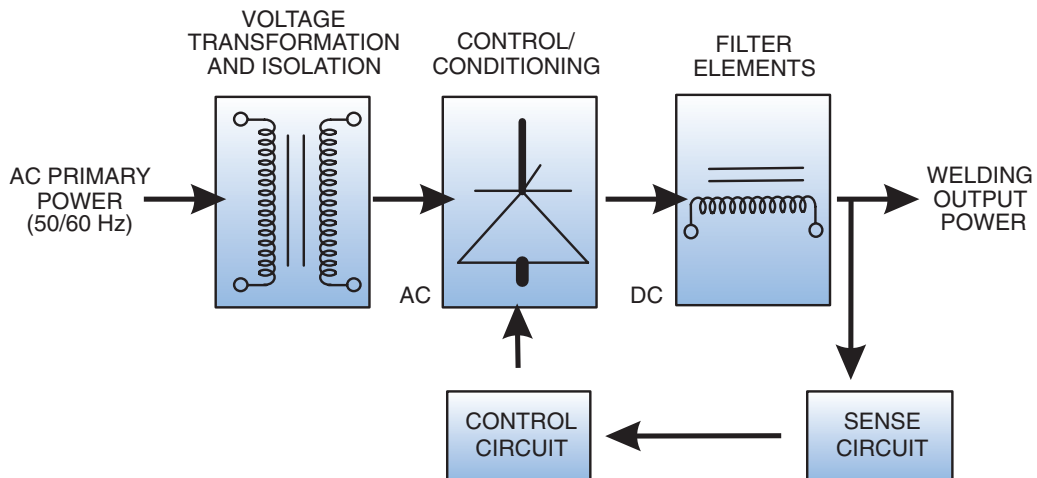 VOLTAGE
TRANSFORMATION
AND ISOLATION
CONTROL/
CONDITIONING
FILTER
ELEMENTS
AC PRIMARY
POWER
(50/60 Hz)
WELDING
OUTPUT
POWER
AC
DC
CONTROL
CIRCUIT
SENSE
CIRCUIT